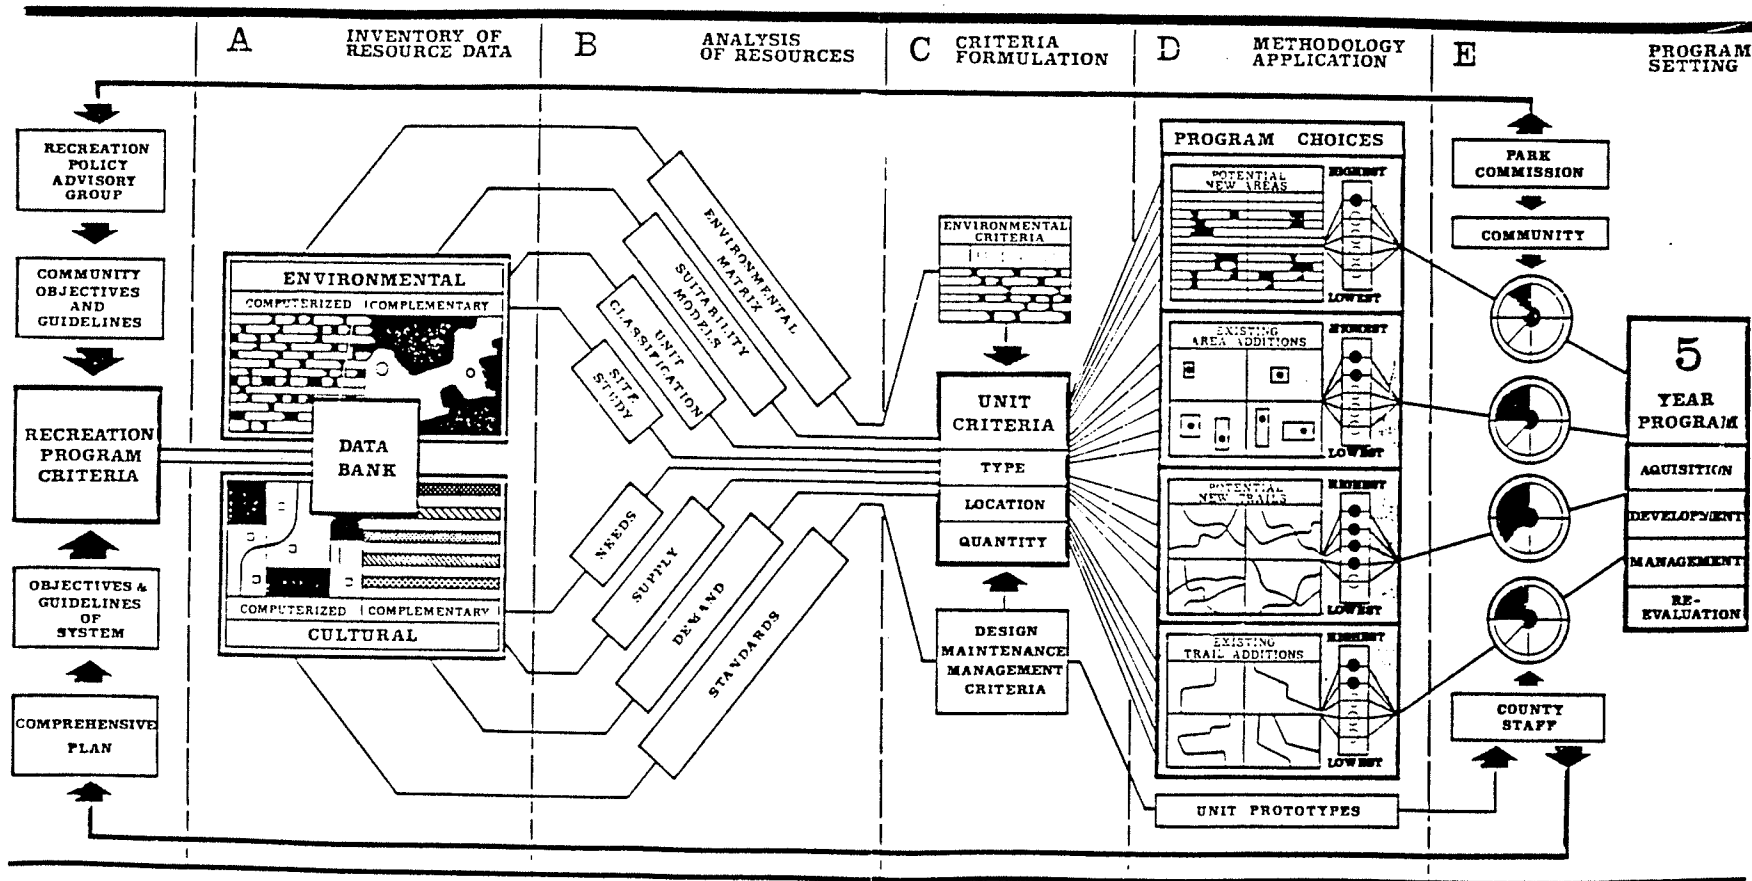 A
INVENTORY OF
RESOURCE DATA
B
ANALYSIS
OF RESOURCES
C
CRITERIA
FORMULATION
D
METHODOLOGY
APPLICATION
E
PROGRAM
SETTING
RECREATION
POLICY
ADVISORY
GROUP
COMMUNITY
OBJECTIVES
AND
GUIDELINES
RECREATION
PROGRAM
CRITERIA
OBJECTIVES &
GUIDELINES
OF
SYSTEM
COMPREHENSIVE
PLAN
ENVIRONMENTAL
COMPUTERIZED
COMPLEMENTARY
DATA
BANK
COMPUTERIZED
COMPLEMENTARY
CULTURAL
ENVIRONMENTAL
MATRIX
SUITABILITY
MODELS
UNIT
CLASSIFICATION
SITE
STUDY
NEEDS
SUPPLY
DEMAND
STANDARDS
ENVIRONMENTAL
CRITERIA
UNIT
CRITERIA
TYPE
LOCATION
QUANTITY
DESIGN
MAINTENANCE
MANAGEMENT
CRITERIA
PROGRAM CHOICES
POTENTIAL
NEW AREAS
HIGHEST
LOWEST
EXISTING
AREA ADDITIONS
HIGHEST
LOWEST
POTENTIAL
NEW TRAILS
HIGHEST
LOWEST
EXISTING
TRAIL ADDITIONS
HIGHEST
LOWEST
UNIT PROTOTYPES
PARK
COMMISSION
COMMUNITY
COUNTY
STAFF
5
YEAR
PROGRAM
AQUISITION
DEVELOPMENT
MANAGEMENT
RE-
EVALUATION